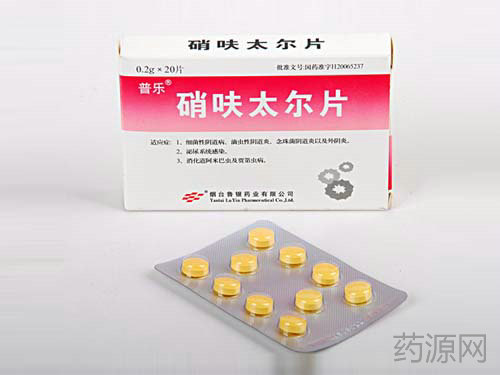 硝呋太尔片
0.2g×20片
批准文号:国药准字H20065237
普乐®
硝呋太尔片
适应症: 1、细菌性阴道病、滴虫性阴道炎、念珠菌阴道炎以及外阴炎。
2、泌尿系统感染。
3、消化道阿米巴虫及贾第虫病。
烟台鲁银药业有限公司
Yantai LuYin Pharmaceutical Co.,Ltd.
药源网